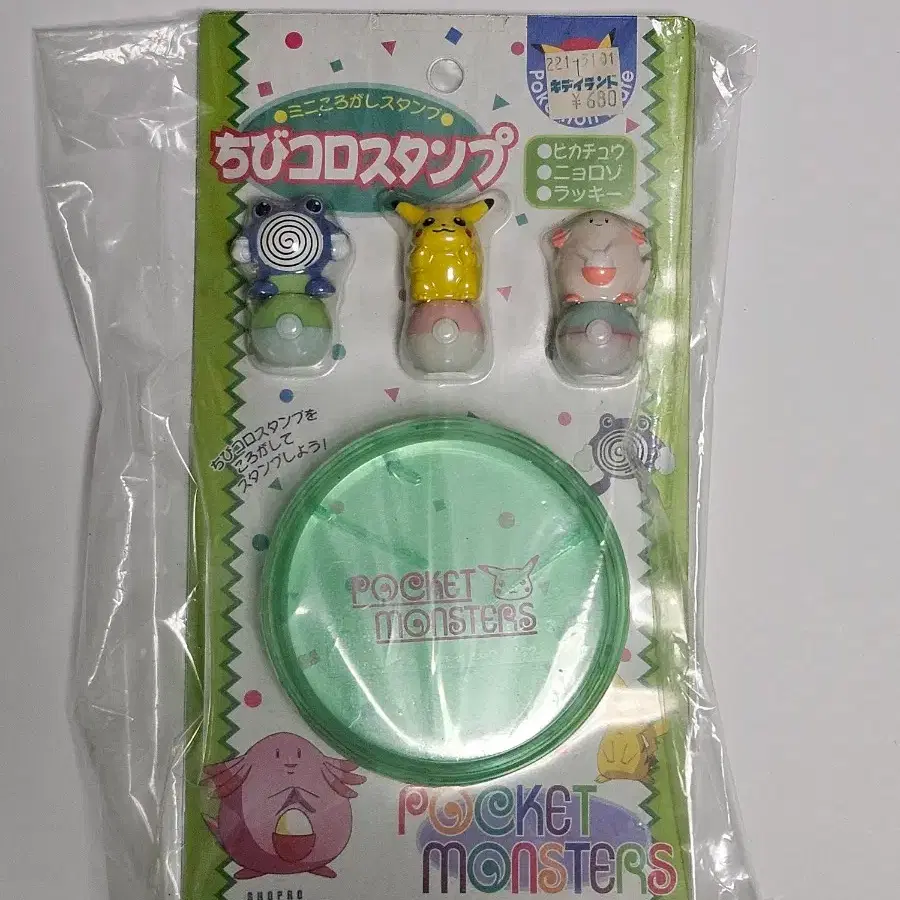 221-5101
キデイランド
¥680
ミニころがしスタンプ
ちびコロスタンプ
ピカチュウ
ニョロゾ
ラッキー
ちびコロスタンプを
ころがして
スタンプしよう!
POCKET
MONSTERS
POCKET
MONSTERS
SHOPRO